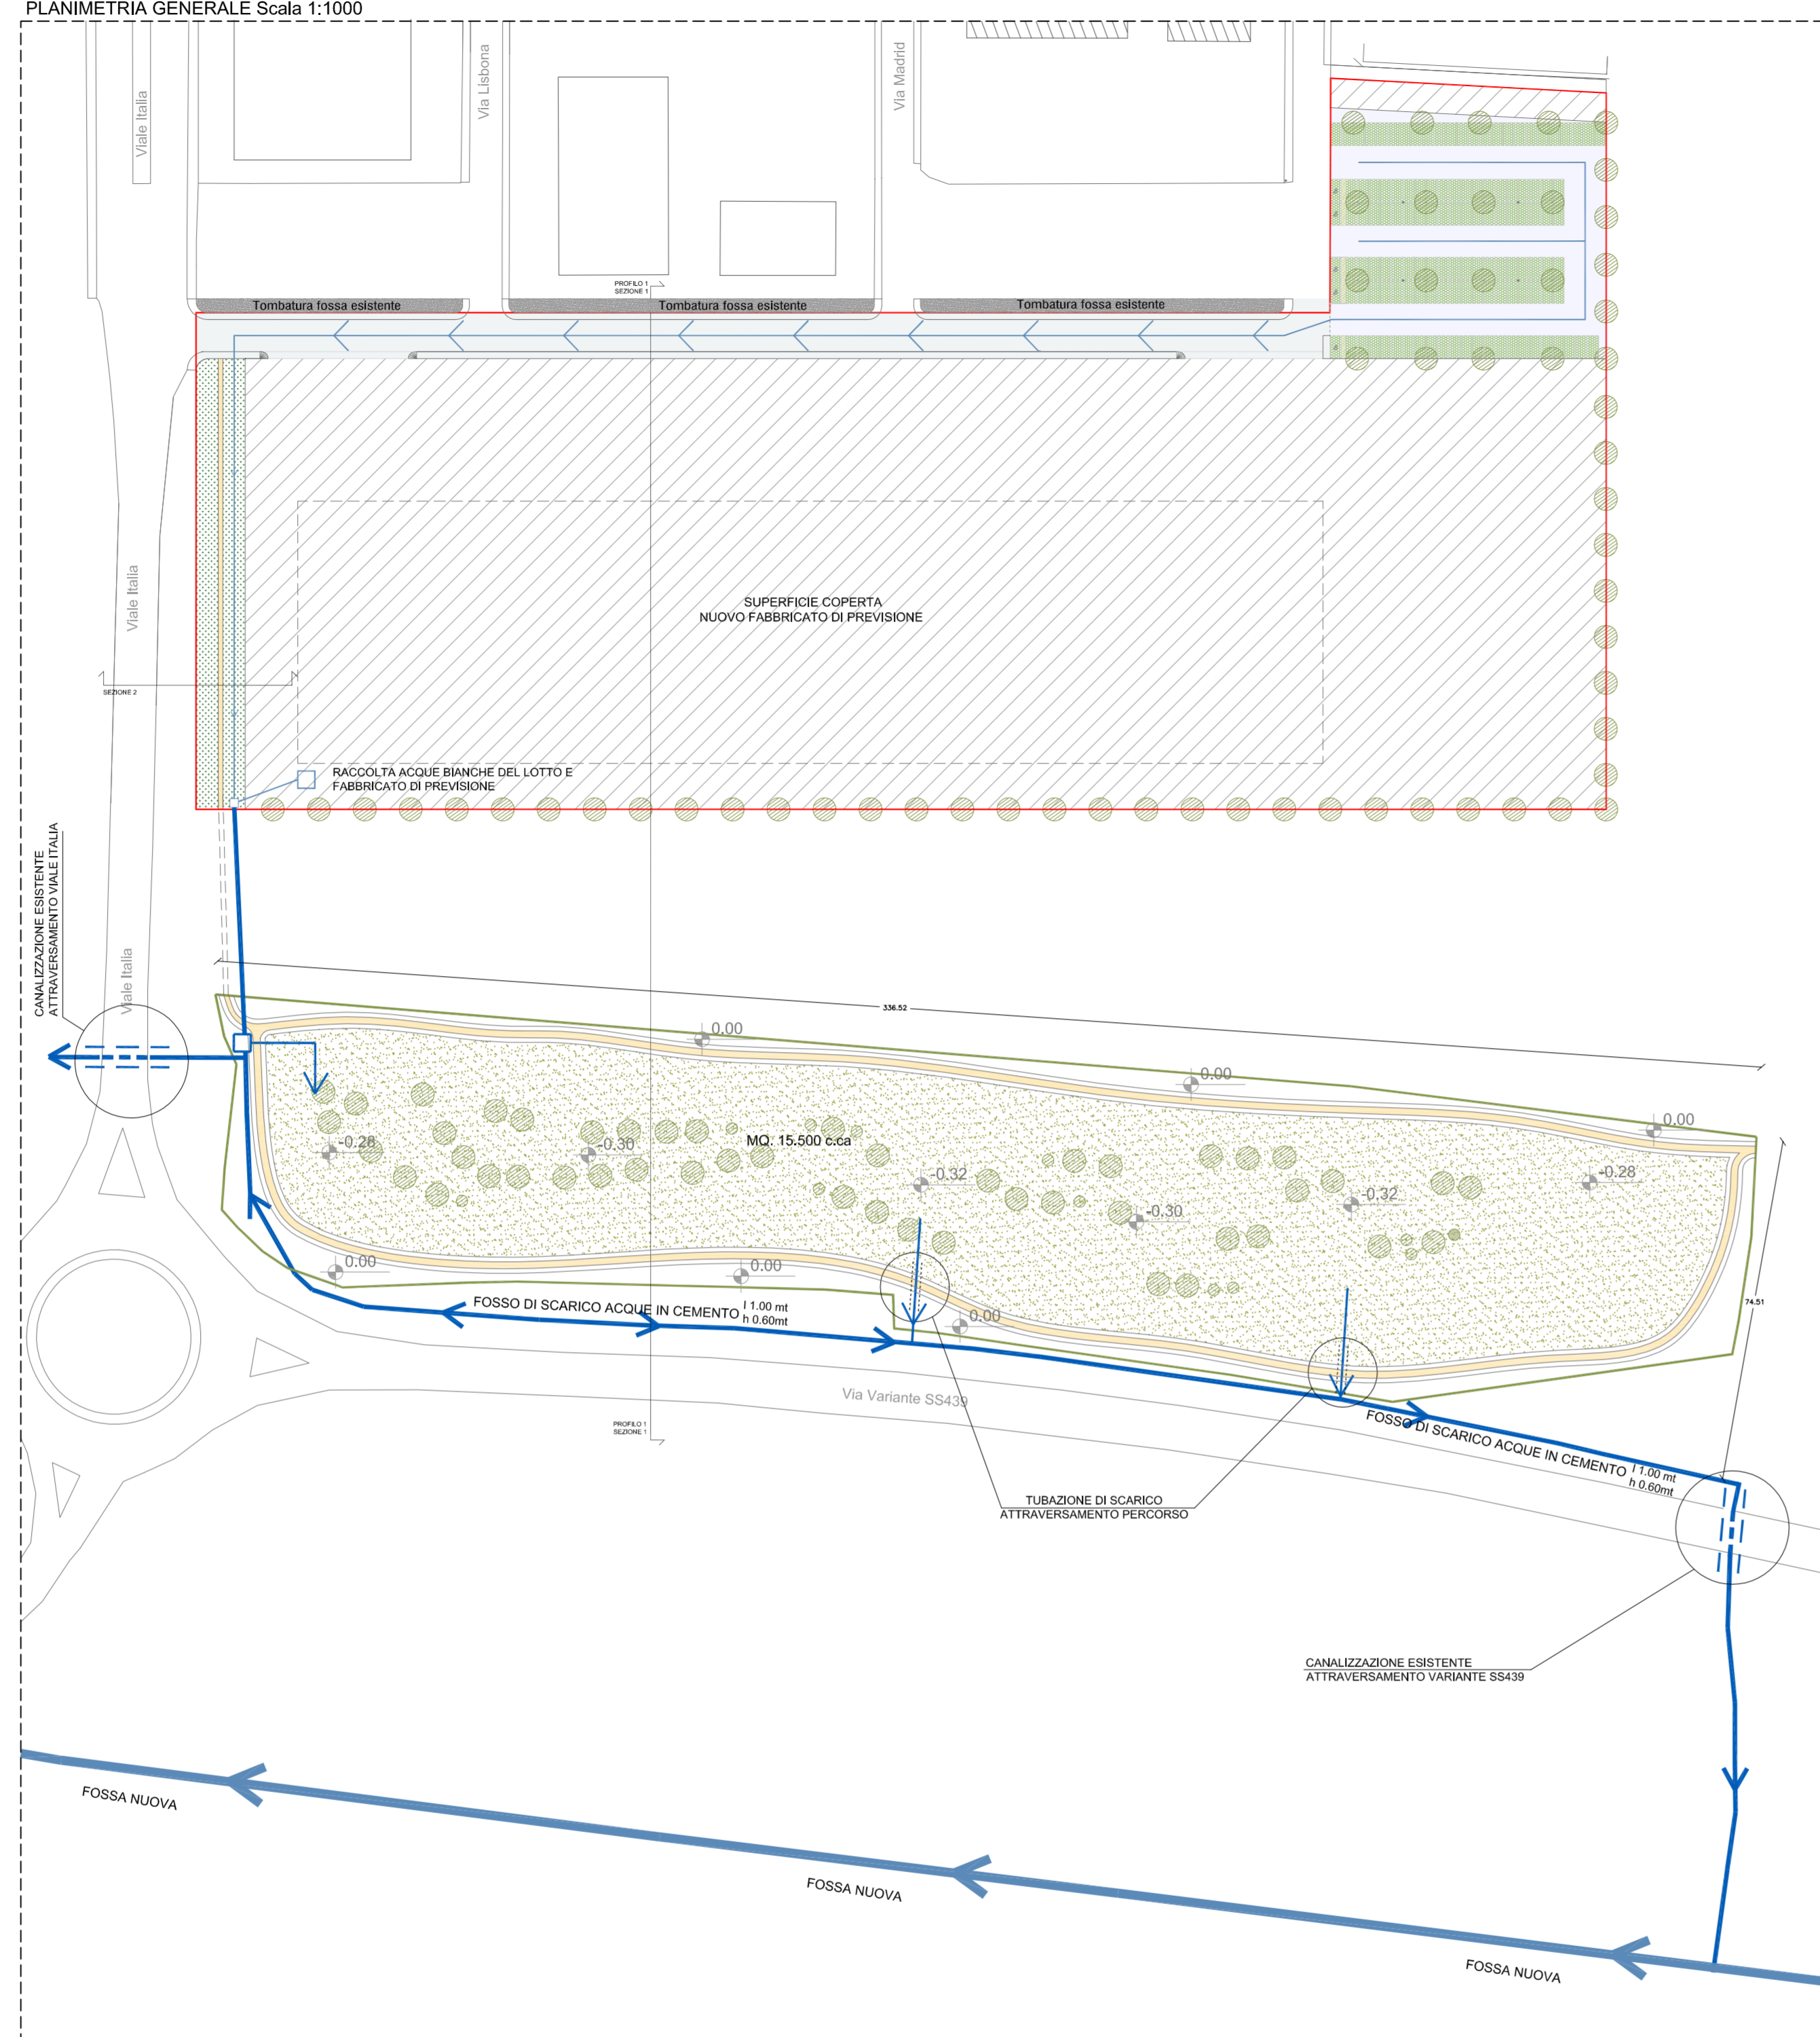 PLANIMETRIA GENERALE Scala 1:1000
Viale Italia
Via Lisbona
Via Madrid
PROFILO 1
SEZIONE 1
Tombatura fossa esistente
Tombatura fossa esistente
Tombatura fossa esistente
Viale Italia
SUPERFICIE COPERTA
NUOVO FABBRICATO DI PREVISIONE
SEZIONE 2
RACCOLTA ACQUE BIANCHE DEL LOTTO E
FABBRICATO DI PREVISIONE
CANALIZZAZIONE ESISTENTE
ATTRAVERSAMENTO VIALE ITALIA
Viale Italia
336.52
0.00
0.00
0.00
MQ. 15.500 c.ca
-0.28
-0.30
-0.32
-0.30
-0.32
-0.28
0.00
0.00
0.00
74.51
FOSSO DI SCARICO ACQUE IN CEMENTO
l 1.00 mt
h 0.60mt
Via Variante SS439
PROFILO 1
SEZIONE 1
FOSSO DI SCARICO ACQUE IN CEMENTO
l 1.00 mt
h 0.60mt
TUBAZIONE DI SCARICO
ATTRAVERSAMENTO PERCORSO
CANALIZZAZIONE ESISTENTE
ATTRAVERSAMENTO VARIANTE SS439
FOSSA NUOVA
FOSSA NUOVA
FOSSA NUOVA